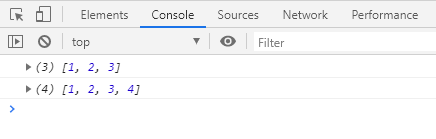 Elements Console Sources Network Performance
top Filter
(3) [1, 2, 3]
(4) [1, 2, 3, 4]